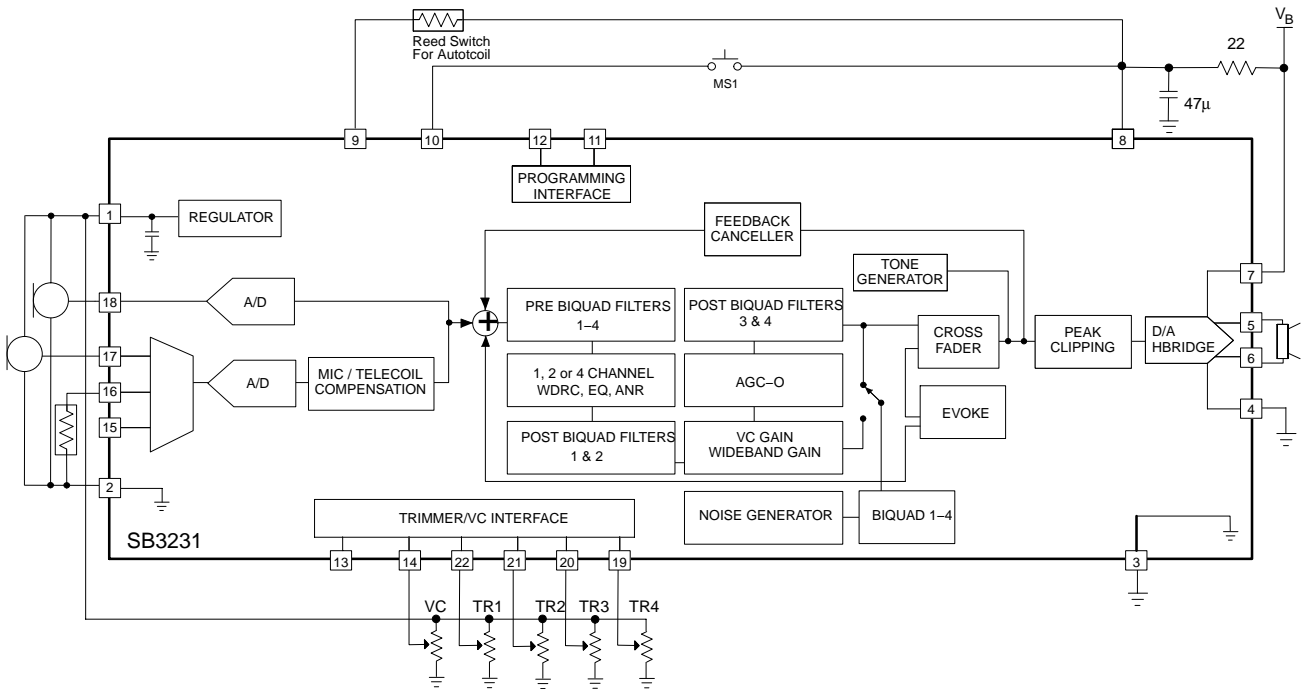 V_B
Reed Switch
For Autotcoil
22
MS1
47μ
9
10
12
11
8
PROGRAMMING
INTERFACE
1
REGULATOR
FEEDBACK
CANCELLER
TONE
GENERATOR
7
18
A/D
PRE BIQUAD FILTERS
1–4
POST BIQUAD FILTERS
3 & 4
CROSS
FADER
PEAK
CLIPPING
D/A
HBRIDGE
5
6
17
16
15
A/D
MIC / TELECOIL
COMPENSATION
1, 2 or 4 CHANNEL
WDRC, EQ, ANR
AGC–O
EVOKE
4
POST BIQUAD FILTERS
1 & 2
VC GAIN
WIDEBAND GAIN
2
TRIMMER/VC INTERFACE
NOISE GENERATOR
BIQUAD 1–4
SB3231
13
14
22
21
20
19
3
VC
TR1
TR2
TR3
TR4